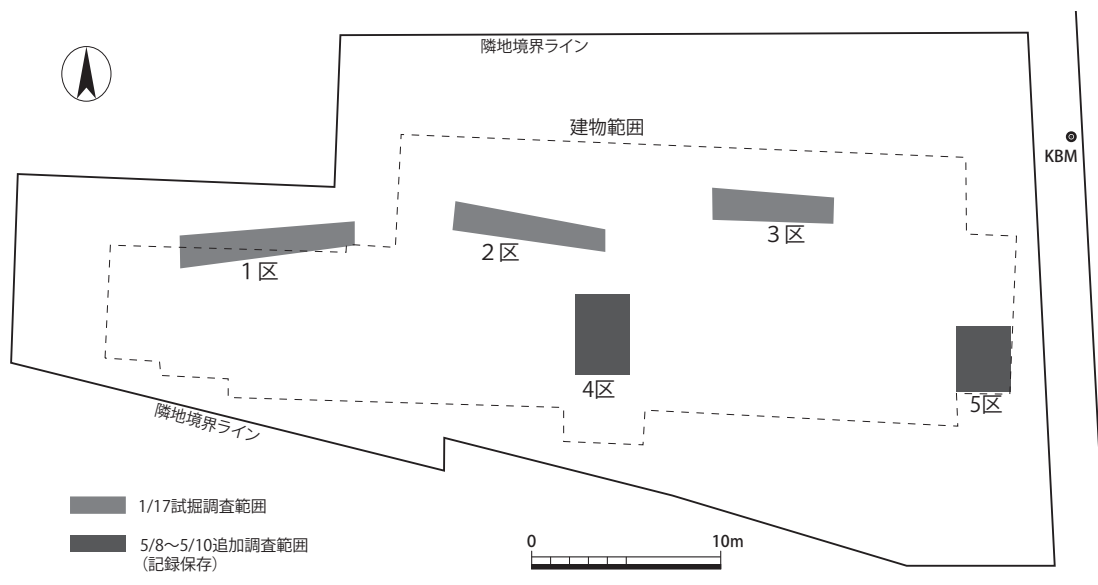 隣地境界ライン
建物範囲
KBM
1区
2区
3区
4区
5区
隣地境界ライン
1/17試掘調査範囲
5/8～5/10追加調査範囲
（記録保存）
0
10m